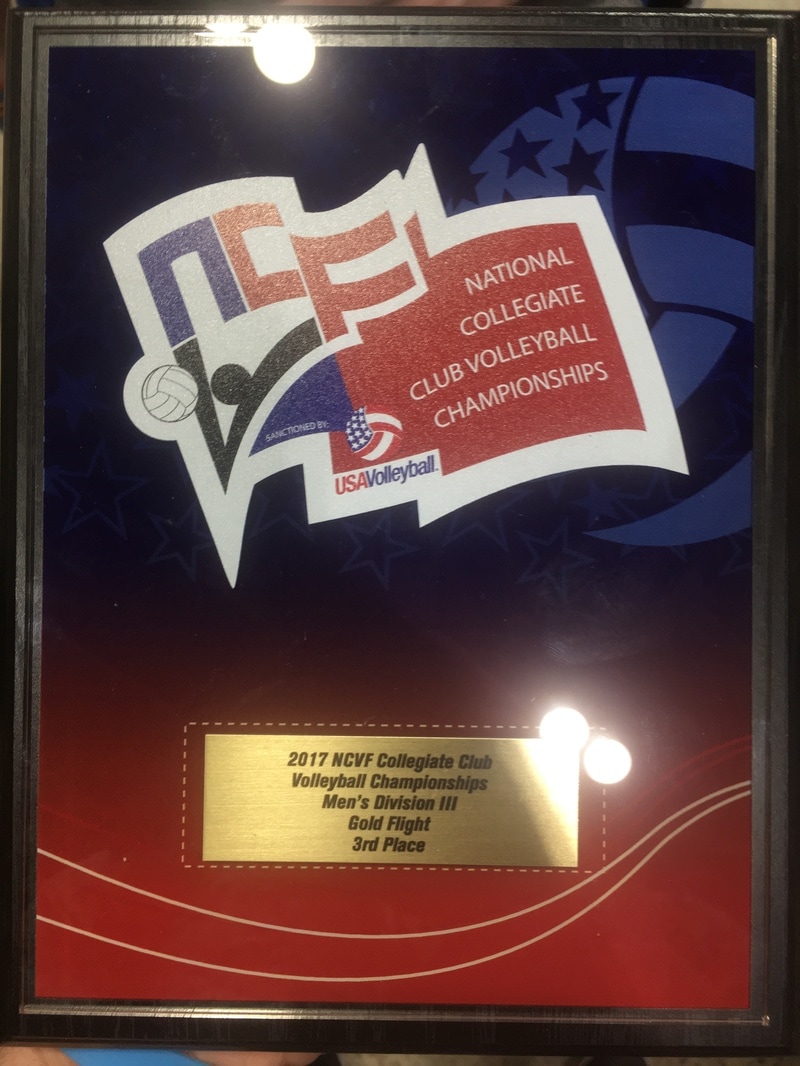 NCF
NATIONAL
COLLEGIATE
CLUB VOLLEYBALL
CHAMPIONSHIPS
SANCTIONED BY:
USAVolleyball.
2017 NCVF Collegiate Club
Volleyball Championships
Men's Division III
Gold Flight
3rd Place